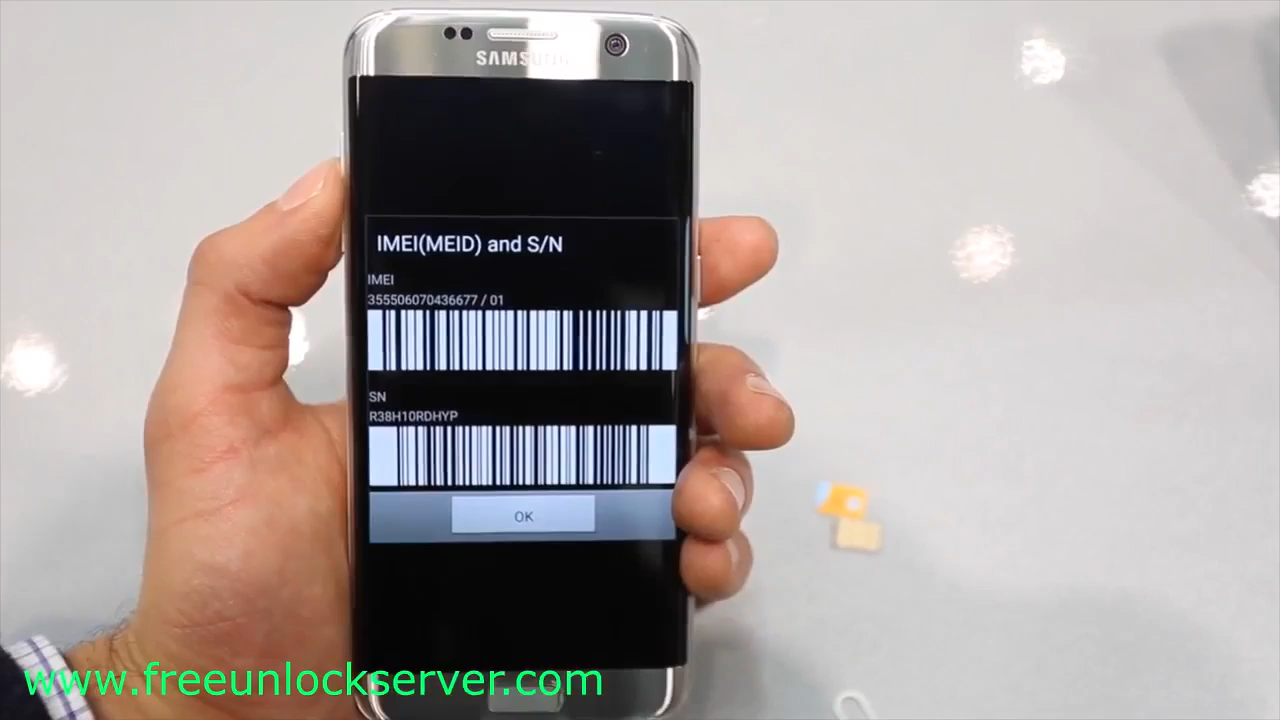 SAMSUNG
IMEI(MEID) and S/N
IMEI
355506070436677 / 01
SN
R38H10RDHYP
OK
www.freeunlockserver.com